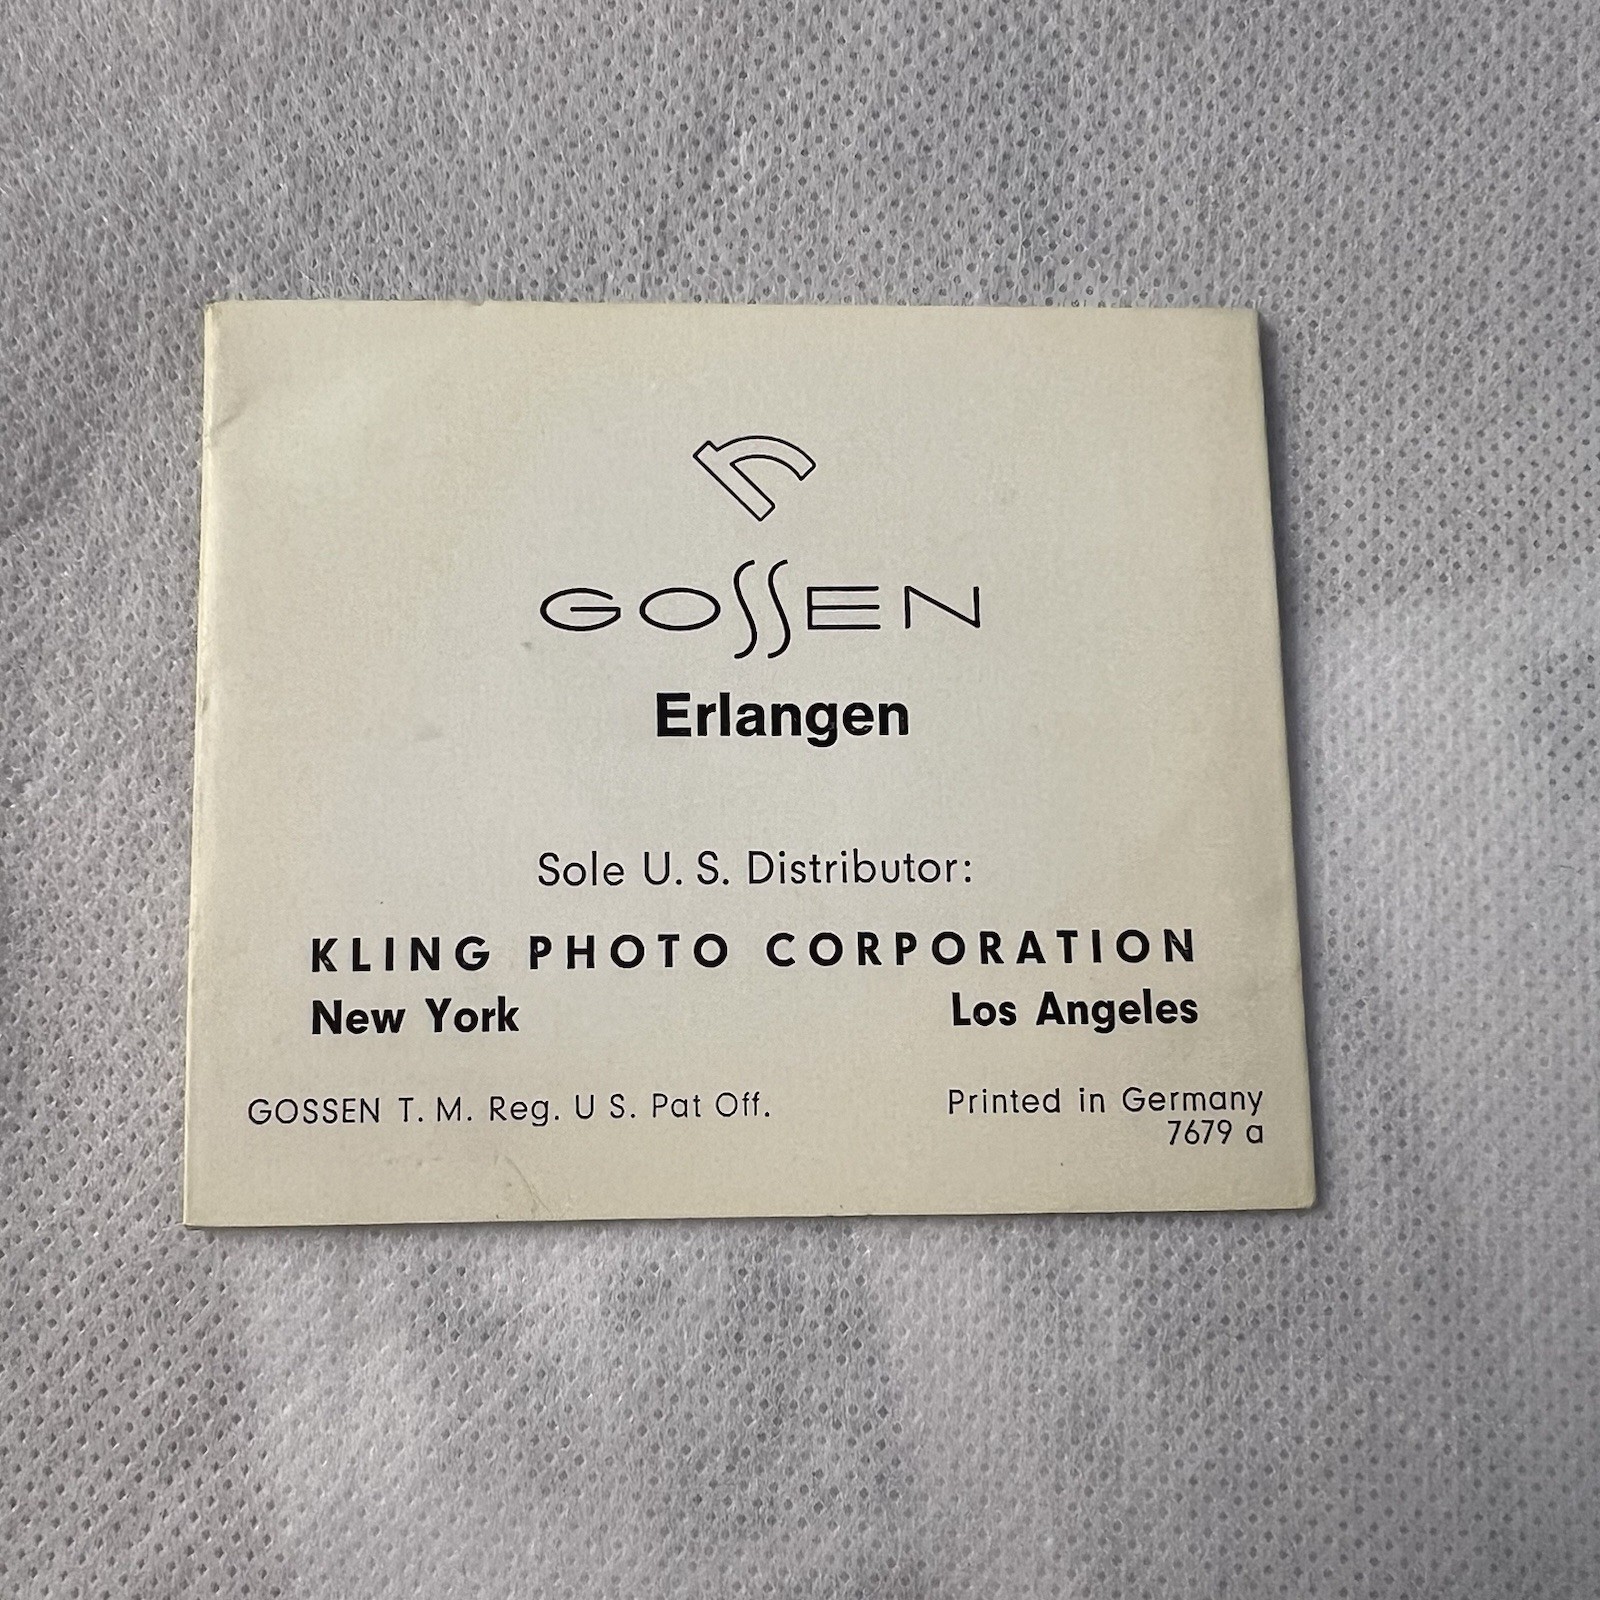 GOSSEN
Erlangen
Sole U. S. Distributor:
KLING PHOTO CORPORATION
New York Los Angeles
GOSSEN T. M. Reg. U S. Pat Off. Printed in Germany
7679 a